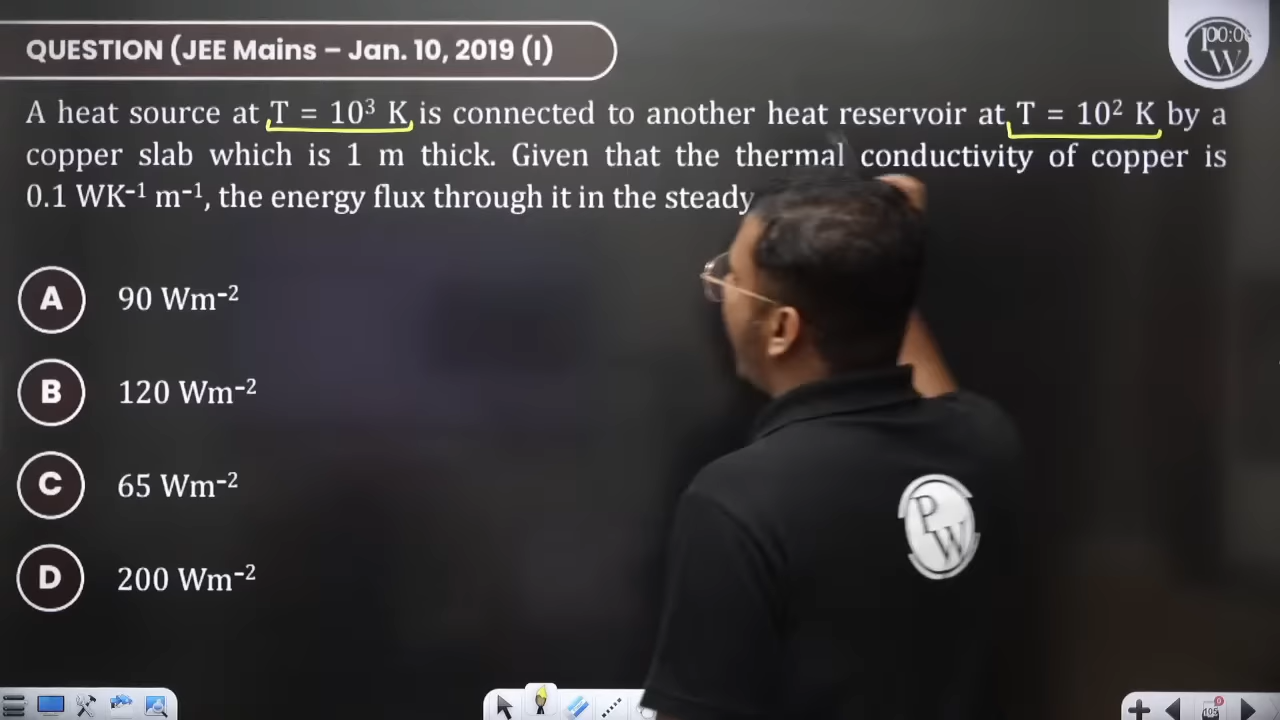 QUESTION (JEE Mains – Jan. 10, 2019 (I)
A heat source at T = 10³ K is connected to another heat reservoir at T = 10² K by a
copper slab which is 1 m thick. Given that the thermal conductivity of copper is
0.1 WK⁻¹ m⁻¹, the energy flux through it in the steady
A 90 Wm⁻²
B 120 Wm⁻²
C 65 Wm⁻²
D 200 Wm⁻²
P
W
105